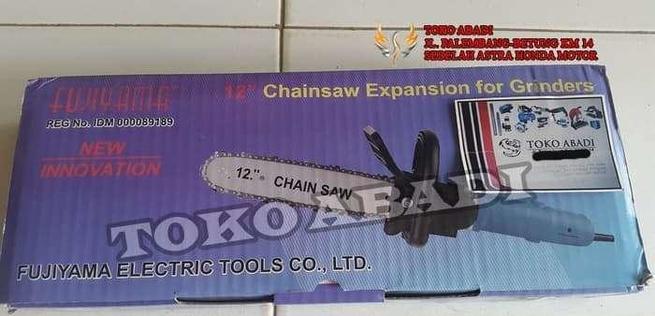 TOKO ABADI
JL. PALEMBANG-BETUNG KM 14
SEBELAH ASTRA HONDA MOTOR
FUJIYAMA
REG No. IDM 000089189
12" Chainsaw Expansion for Grinders
NEW
INNOVATION
TOKO ABADI
12." CHAIN SAW
TOKO ABADI
FUJIYAMA ELECTRIC TOOLS CO., LTD.